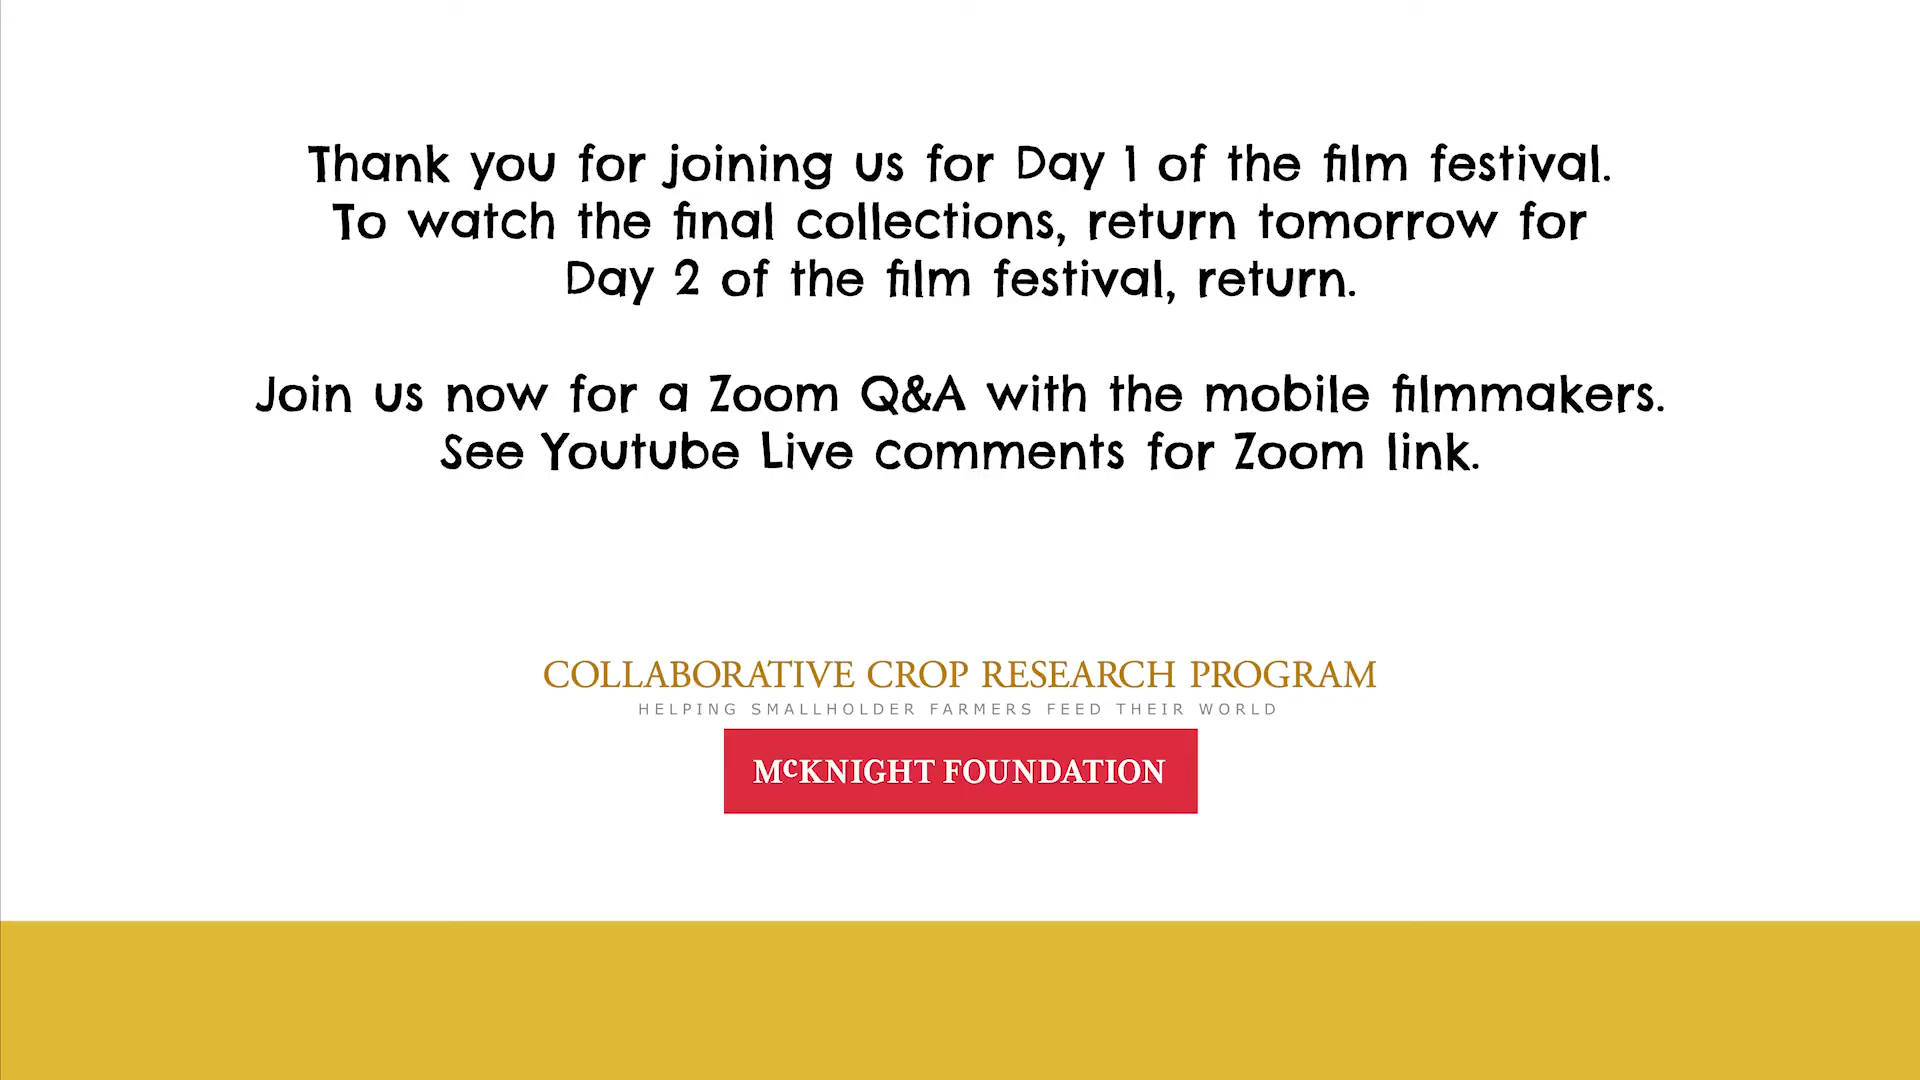 Thank you for joining us for Day 1 of the film festival.
To watch the final collections, return tomorrow for
Day 2 of the film festival, return.
Join us now for a Zoom Q&A with the mobile filmmakers.
See Youtube Live comments for Zoom link.
COLLABORATIVE CROP RESEARCH PROGRAM
HELPING SMALLHOLDER FARMERS FEED THEIR WORLD
McKNIGHT FOUNDATION